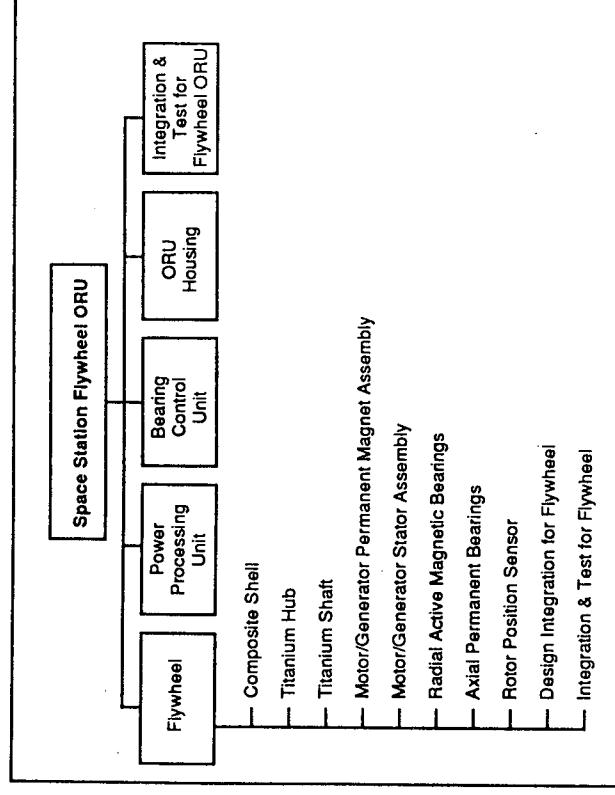 Space Station Flywheel ORU
Flywheel
Power
Processing
Unit
Bearing
Control
Unit
ORU
Housing
Integration &
Test for
Flywheel ORU
Composite Shell
Titanium Hub
Titanium Shaft
Motor/Generator Permanent Magnet Assembly
Motor/Generator Stator Assembly
Radial Active Magnetic Bearings
Axial Permanent Bearings
Rotor Position Sensor
Design Integration for Flywheel
Integration & Test for Flywheel